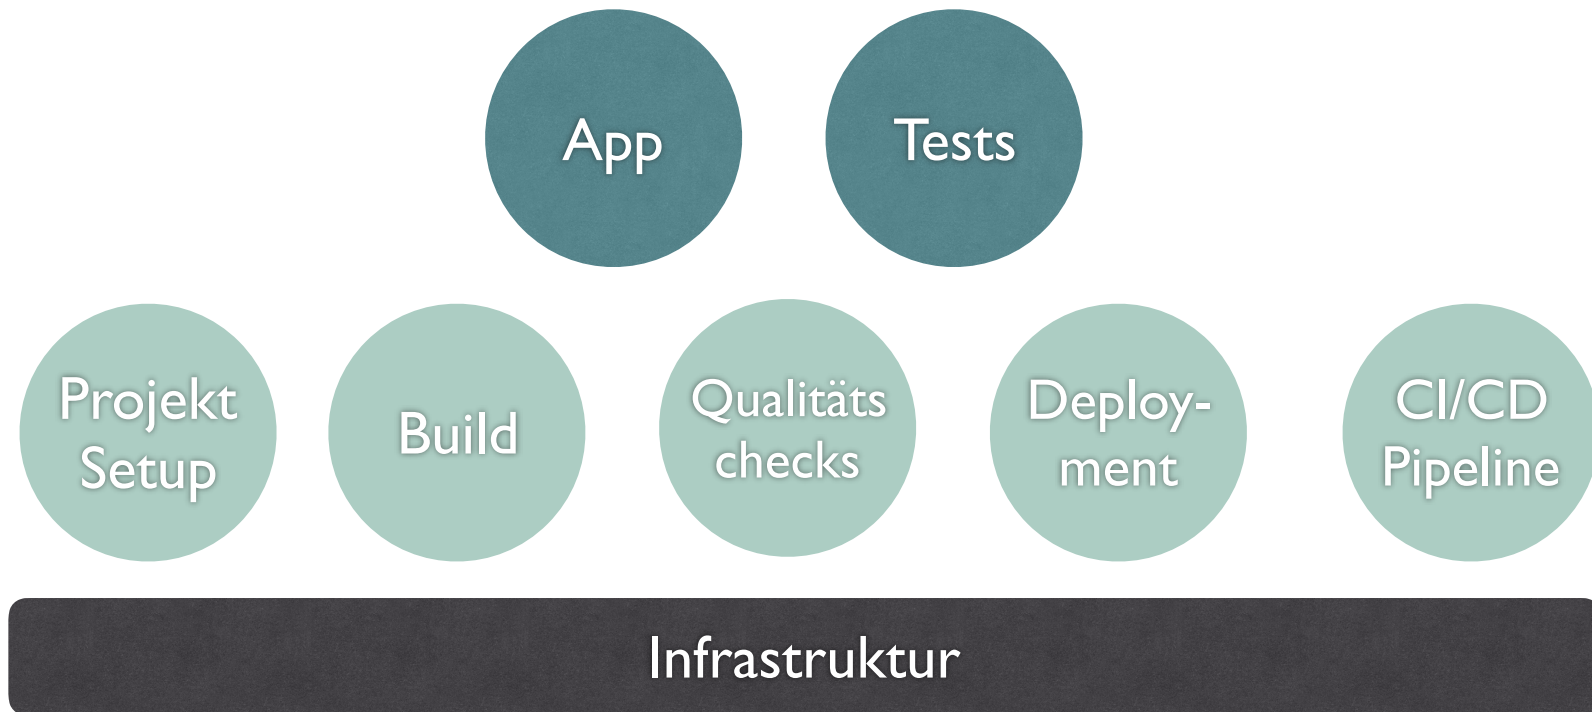 App
Tests
Projekt
Setup
Build
Qualitäts
checks
Deploy-
ment
CI/CD
Pipeline
Infrastruktur